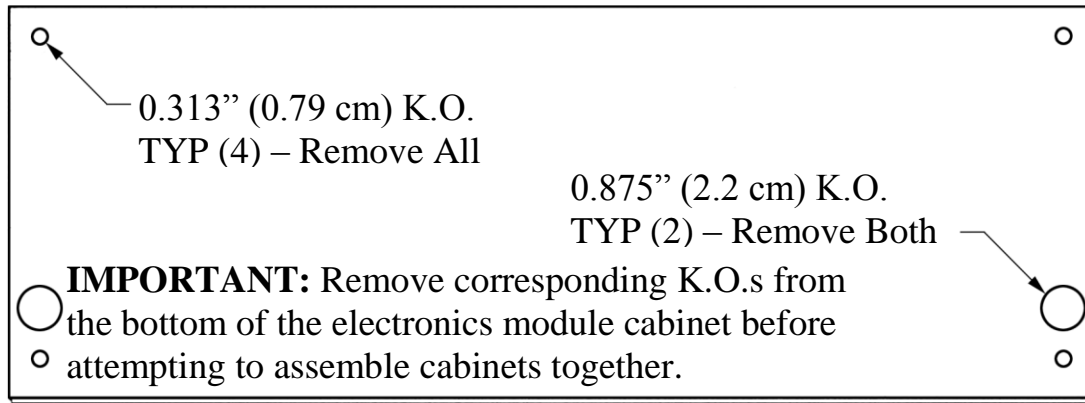 0.313” (0.79 cm) K.O.
TYP (4) – Remove All
0.875” (2.2 cm) K.O.
TYP (2) – Remove Both
IMPORTANT: Remove corresponding K.O.s from
the bottom of the electronics module cabinet before
attempting to assemble cabinets together.